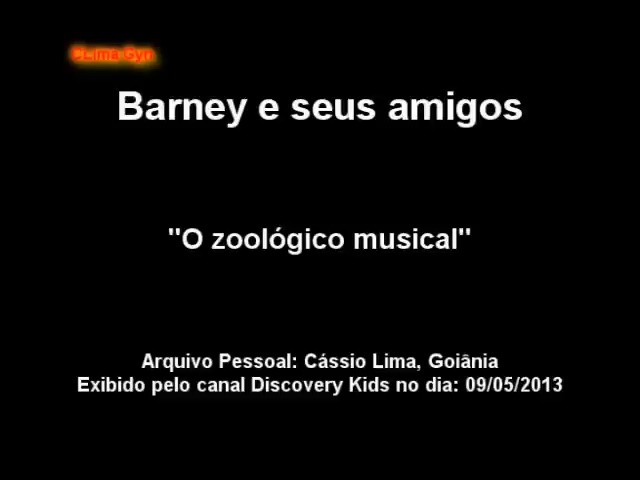 CLima Gyn
Barney e seus amigos
"O zoológico musical"
Arquivo Pessoal: Cássio Lima, Goiânia
Exibido pelo canal Discovery Kids no dia: 09/05/2013